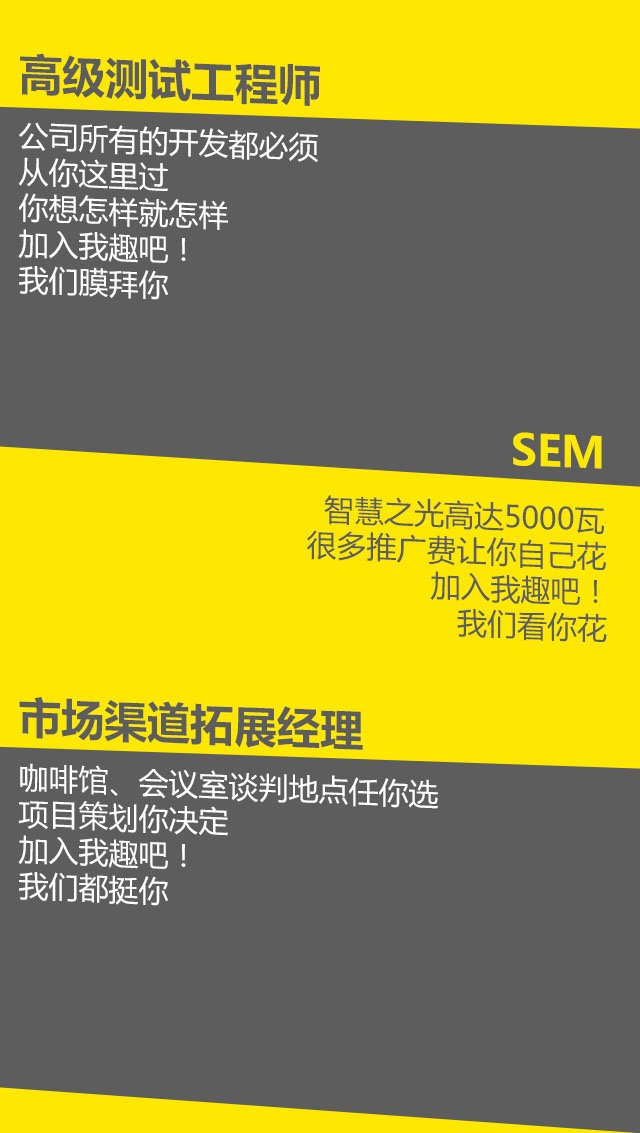 高级测试工程师
公司所有的开发都必须
从你这里过
你想怎样就怎样
加入我趣吧！
我们膜拜你
SEM
智慧之光高达5000瓦
很多推广费让你自己花
加入我趣吧！
我们看你花
市场渠道拓展经理
咖啡馆、会议室谈判地点任你选
项目策划你决定
加入我趣吧！
我们都挺你